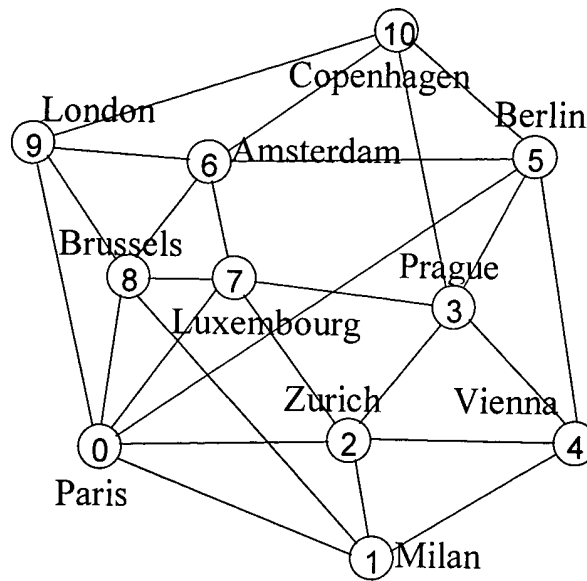 10
Copenhagen
London
Berlin
9
6
Amsterdam
5
Brussels
8
7
Prague
3
Luxembourg
Zurich
Vienna
0
2
4
Paris
1
Milan